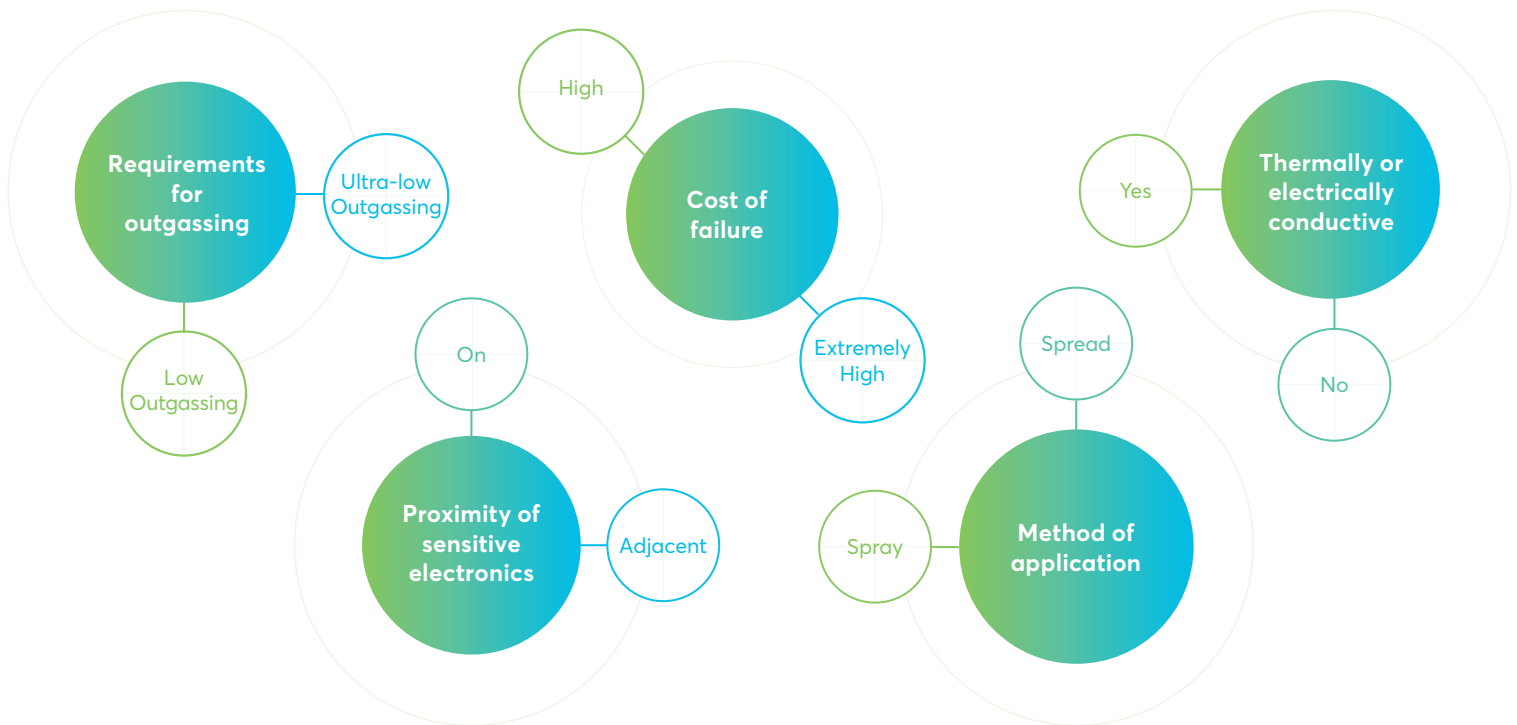 Requirements
for
outgassing
Ultra-low
Outgassing
Low
Outgassing
High
Cost of
failure
Extremely
High
Thermally or
electrically
conductive
Yes
No
On
Proximity of
sensitive
electronics
Adjacent
Spread
Spray
Method of
application